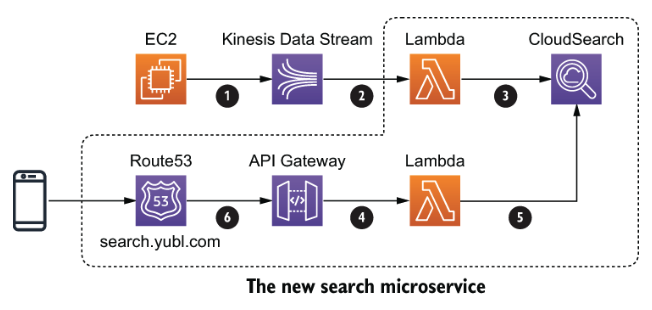 EC2
Kinesis Data Stream
Lambda
CloudSearch
1
2
3
Route53
API Gateway
Lambda
53
</>
6
4
5
search.yubl.com
The new search microservice